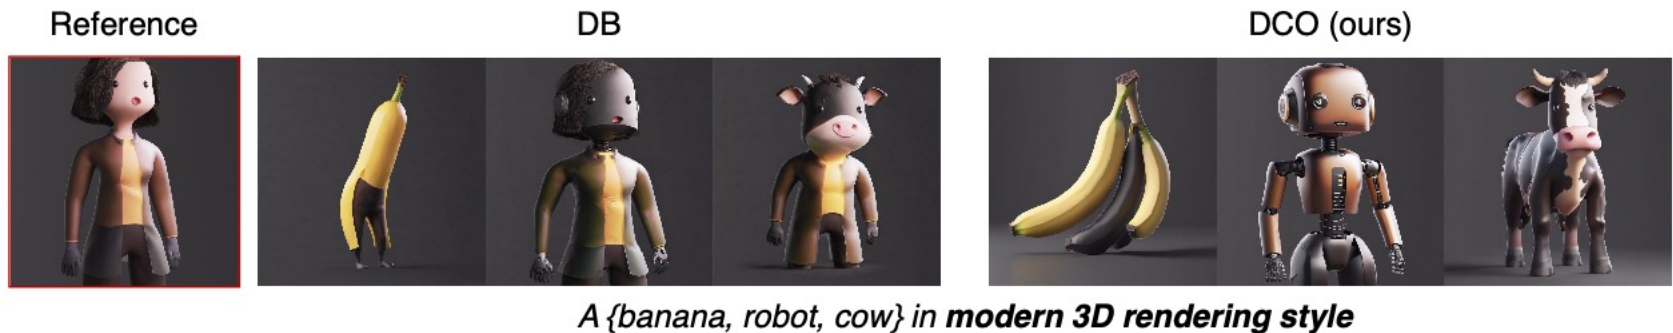 Reference
DB
DCO (ours)
A {banana, robot, cow} in modern 3D rendering style